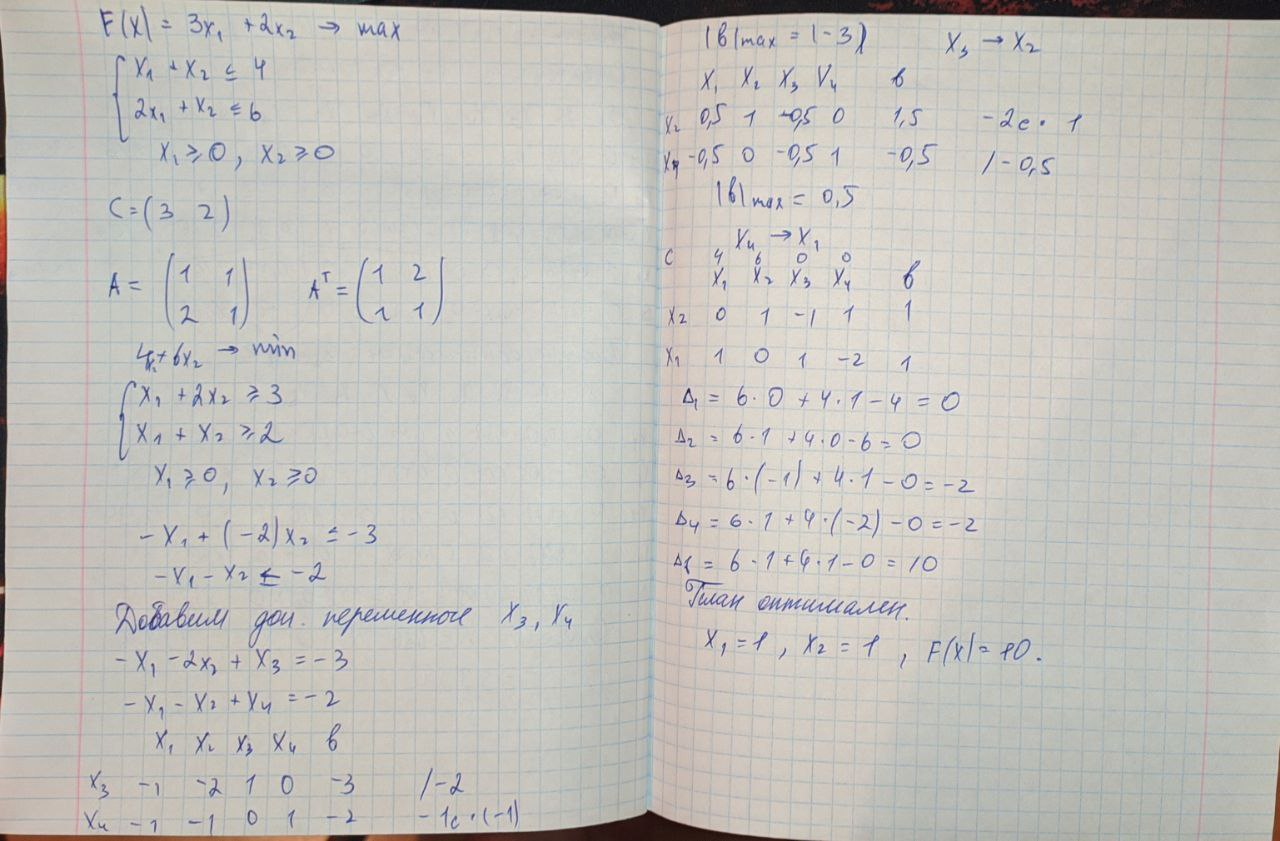 F(x) = 3x₁ + 2x₂ → max
x₁ + x₂ ≤ 4
2x₁ + x₂ ≤ 6
x₁ ≥ 0, x₂ ≥ 0
C = (3 2)
A = (1 1 Aᵀ = (1 2
2 1) 1 1)
4x₁ + 6x₂ → min
x₁ + 2x₂ ≥ 3
x₁ + x₂ ≥ 2
x₁ ≥ 0, x₂ ≥ 0
-x₁ + (-2)x₂ ≤ -3
-x₁ - x₂ ≤ -2
Добавим доп. переменные x₃, x₄
-x₁ - 2x₂ + x₃ = -3
-x₁ - x₂ + x₄ = -2
x₁ x₂ x₃ x₄ b
x₃ -1 -2 1 0 -3 /-2
x₄ -1 -1 0 1 -2 -1c·(-1)
|b|max = |-3| x₃ → x₂
x₁ x₂ x₃ x₄ b
x₂ 0,5 1 -0,5 0 1,5 -2c·1
x₄ -0,5 0 -0,5 1 -0,5 /-0,5
|b|max = 0,5
x₄ → x₁
C 4 6 0 0
x₁ x₂ x₃ x₄ b
x₂ 0 1 -1 1 1
x₁ 1 0 1 -2 1
Δ₁ = 6·0 + 4·1 - 4 = 0
Δ₂ = 6·1 + 4·0 - 6 = 0
Δ₃ = 6·(-1) + 4·1 - 0 = -2
Δ₄ = 6·1 + 4·(-2) - 0 = -2
Δb = 6·1 + 4·1 - 0 = 10
План оптимален.
x₁ = 1, x₂ = 1, F(x) = 10.